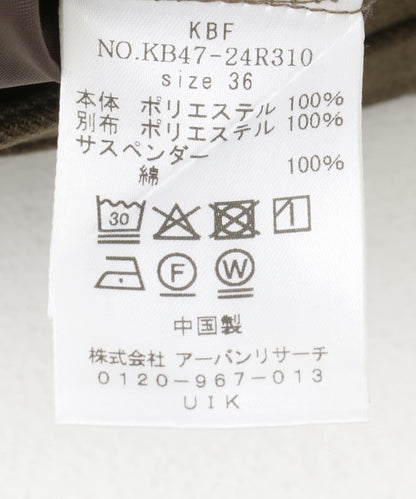 KBF
NO.KB47-24R310
size 36
本体 ポリエステル 100%
別布 ポリエステル 100%
サスペンダー
綿 100%
30
F W
中国製
株式会社 アーバンリサーチ
0120-967-013
UIK